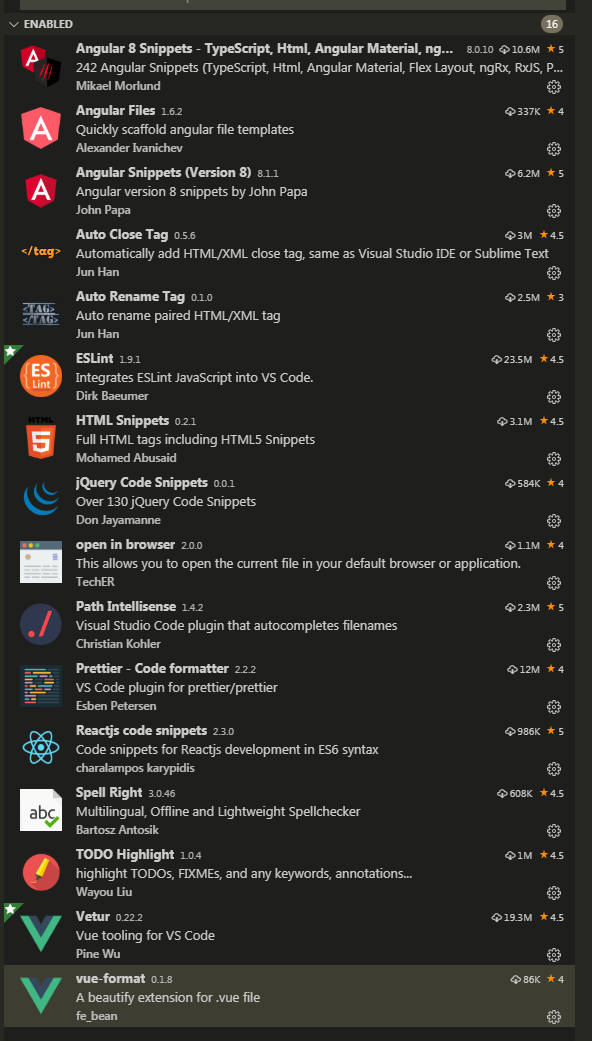 ENABLED 16
Angular 8 Snippets - TypeScript, Html, Angular Material, ng... 8.0.10 10.6M ★ 5
242 Angular Snippets (TypeScript, Html, Angular Material, Flex Layout, ngRx, RxJS, P...
Mikael Morlund
Angular Files 1.6.2 337K ★ 4
Quickly scaffold angular file templates
Alexander Ivanichev
Angular Snippets (Version 8) 8.1.1 6.2M ★ 5
Angular version 8 snippets by John Papa
John Papa
</tag>
Auto Close Tag 0.5.6 3M ★ 4.5
Automatically add HTML/XML close tag, same as Visual Studio IDE or Sublime Text
Jun Han
<TAG>
</TAG>
Auto Rename Tag 0.1.0 2.5M ★ 3
Auto rename paired HTML/XML tag
Jun Han
ES
Lint
ESLint 1.9.1 23.5M ★ 4.5
Integrates ESLint JavaScript into VS Code.
Dirk Baeumer
HTML
5
HTML Snippets 0.2.1 3.1M ★ 4.5
Full HTML tags including HTML5 Snippets
Mohamed Abusaid
jQuery Code Snippets 0.0.1 584K ★ 4
Over 130 jQuery Code Snippets
Don Jayamanne
open in browser 2.0.0 1.1M ★ 4
This allows you to open the current file in your default browser or application.
TechER
./
Path Intellisense 1.4.2 2.3M ★ 5
Visual Studio Code plugin that autocompletes filenames
Christian Kohler
Prettier - Code formatter 2.2.2 12M ★ 4
VS Code plugin for prettier/prettier
Esben Petersen
Reactjs code snippets 2.3.0 986K ★ 5
Code snippets for Reactjs development in ES6 syntax
charalampos karypidis
abc
Spell Right 3.0.46 608K ★ 4.5
Multilingual, Offline and Lightweight Spellchecker
Bartosz Antosik
TODO Highlight 1.0.4 1M ★ 4.5
highlight TODOs, FIXMEs, and any keywords, annotations...
Wayou Liu
Vetur 0.22.2 19.3M ★ 4.5
Vue tooling for VS Code
Pine Wu
vue-format 0.1.8 86K ★ 4
A beautify extension for .vue file
fe_bean